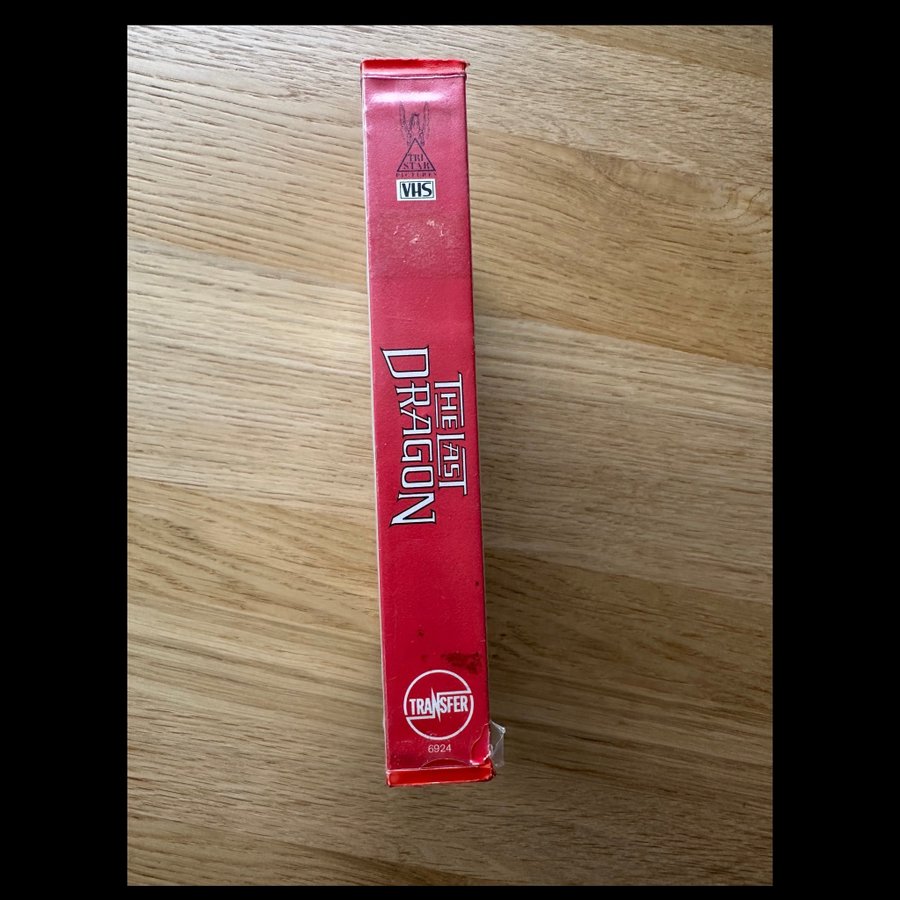 TRI
STAR
PICTURES
VHS
THE LAST
DRAGON
TRANSFER
6924